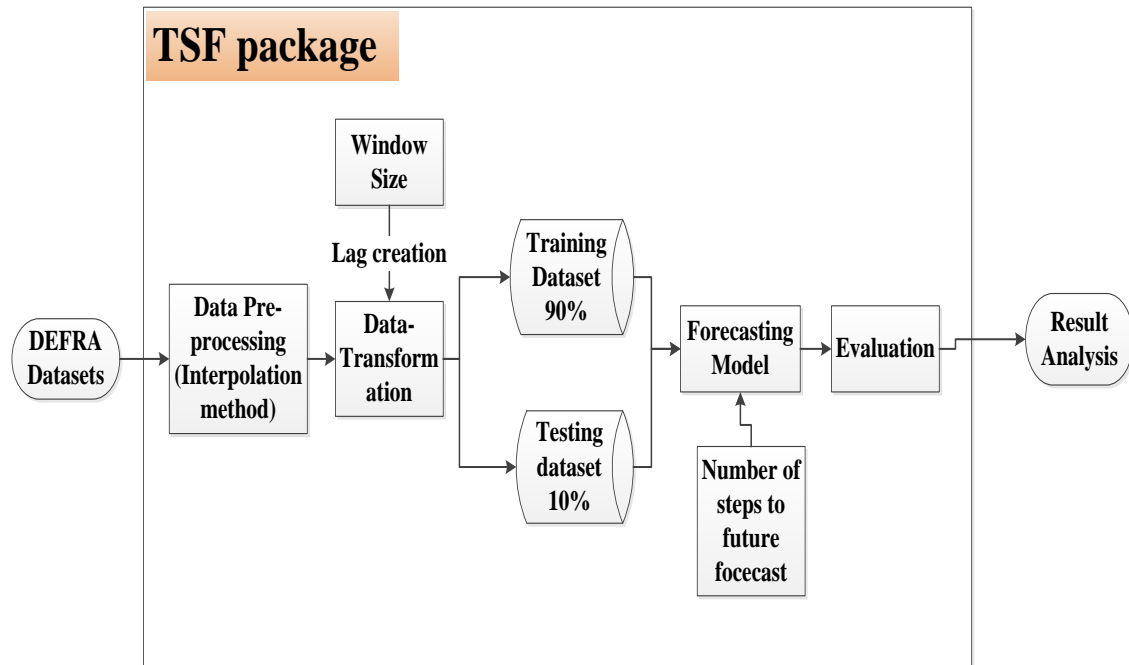 TSF package
Window
Size
Lag creation
DEFRA
Datasets
Data Pre-
processing
(Interpolation
method)
Data-
Transform
ation
Training
Dataset
90%
Testing
dataset
10%
Forecasting
Model
Number of
steps to
future
focecast
Evaluation
Result
Analysis